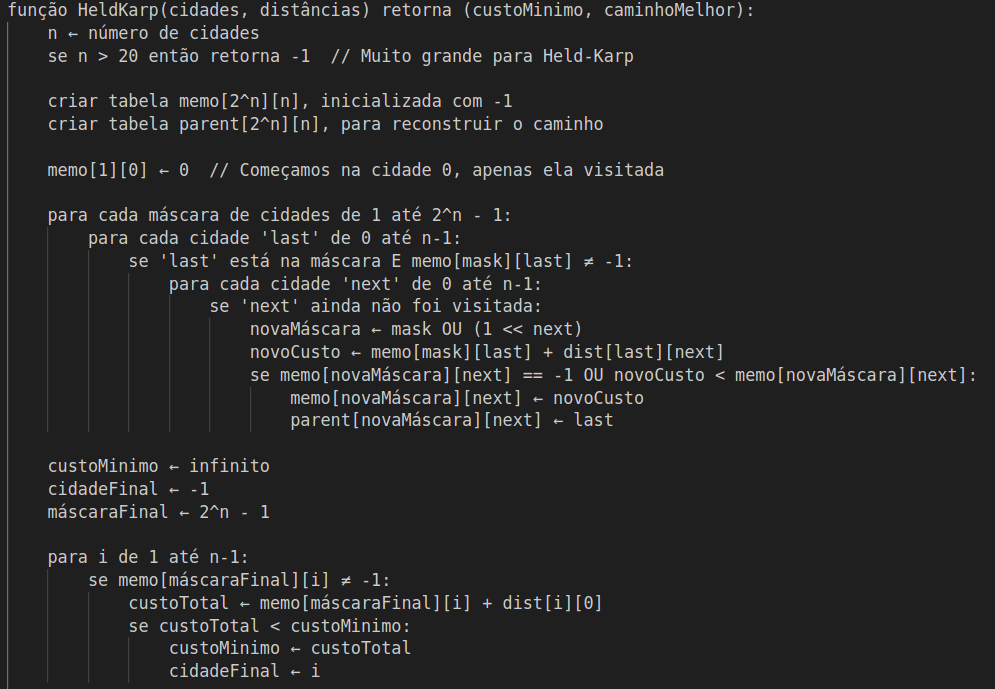 função HeldKarp(cidades, distâncias) retorna (custoMinimo, caminhoMelhor):
    n ← número de cidades
    se n > 20 então retorna -1  // Muito grande para Held-Karp

    criar tabela memo[2^n][n], inicializada com -1
    criar tabela parent[2^n][n], para reconstruir o caminho

    memo[1][0] ← 0  // Começamos na cidade 0, apenas ela visitada

    para cada máscara de cidades de 1 até 2^n - 1:
        para cada cidade 'last' de 0 até n-1:
            se 'last' está na máscara E memo[mask][last] ≠ -1:
                para cada cidade 'next' de 0 até n-1:
                    se 'next' ainda não foi visitada:
                        novaMáscara ← mask OU (1 << next)
                        novoCusto ← memo[mask][last] + dist[last][next]
                        se memo[novaMáscara][next] == -1 OU novoCusto < memo[novaMáscara][next]:
                            memo[novaMáscara][next] ← novoCusto
                            parent[novaMáscara][next] ← last

    custoMinimo ← infinito
    cidadeFinal ← -1
    máscaraFinal ← 2^n - 1

    para i de 1 até n-1:
        se memo[máscaraFinal][i] ≠ -1:
            custoTotal ← memo[máscaraFinal][i] + dist[i][0]
            se custoTotal < custoMinimo:
                custoMinimo ← custoTotal
                cidadeFinal ← i